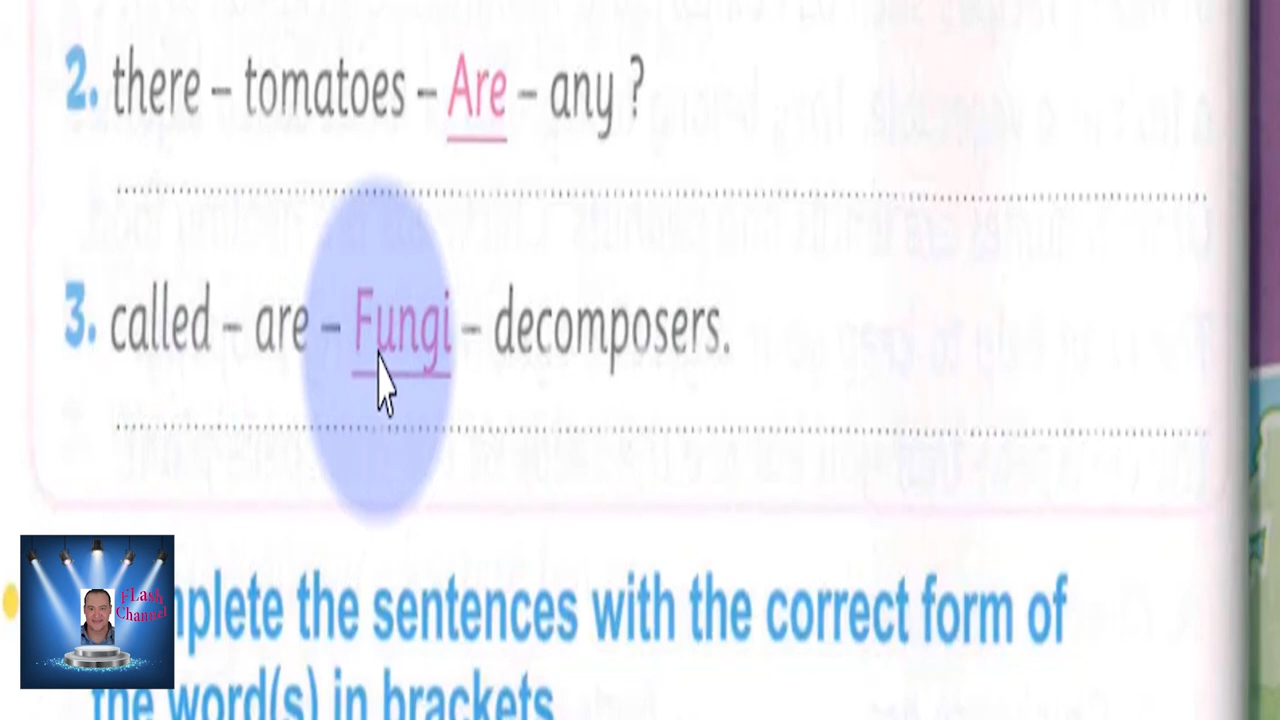 2. there – tomatoes – Are – any ?
3. called – are – Fungi – decomposers.
the sentences with the correct form of
the word(s) in brackets
FLash
Channel